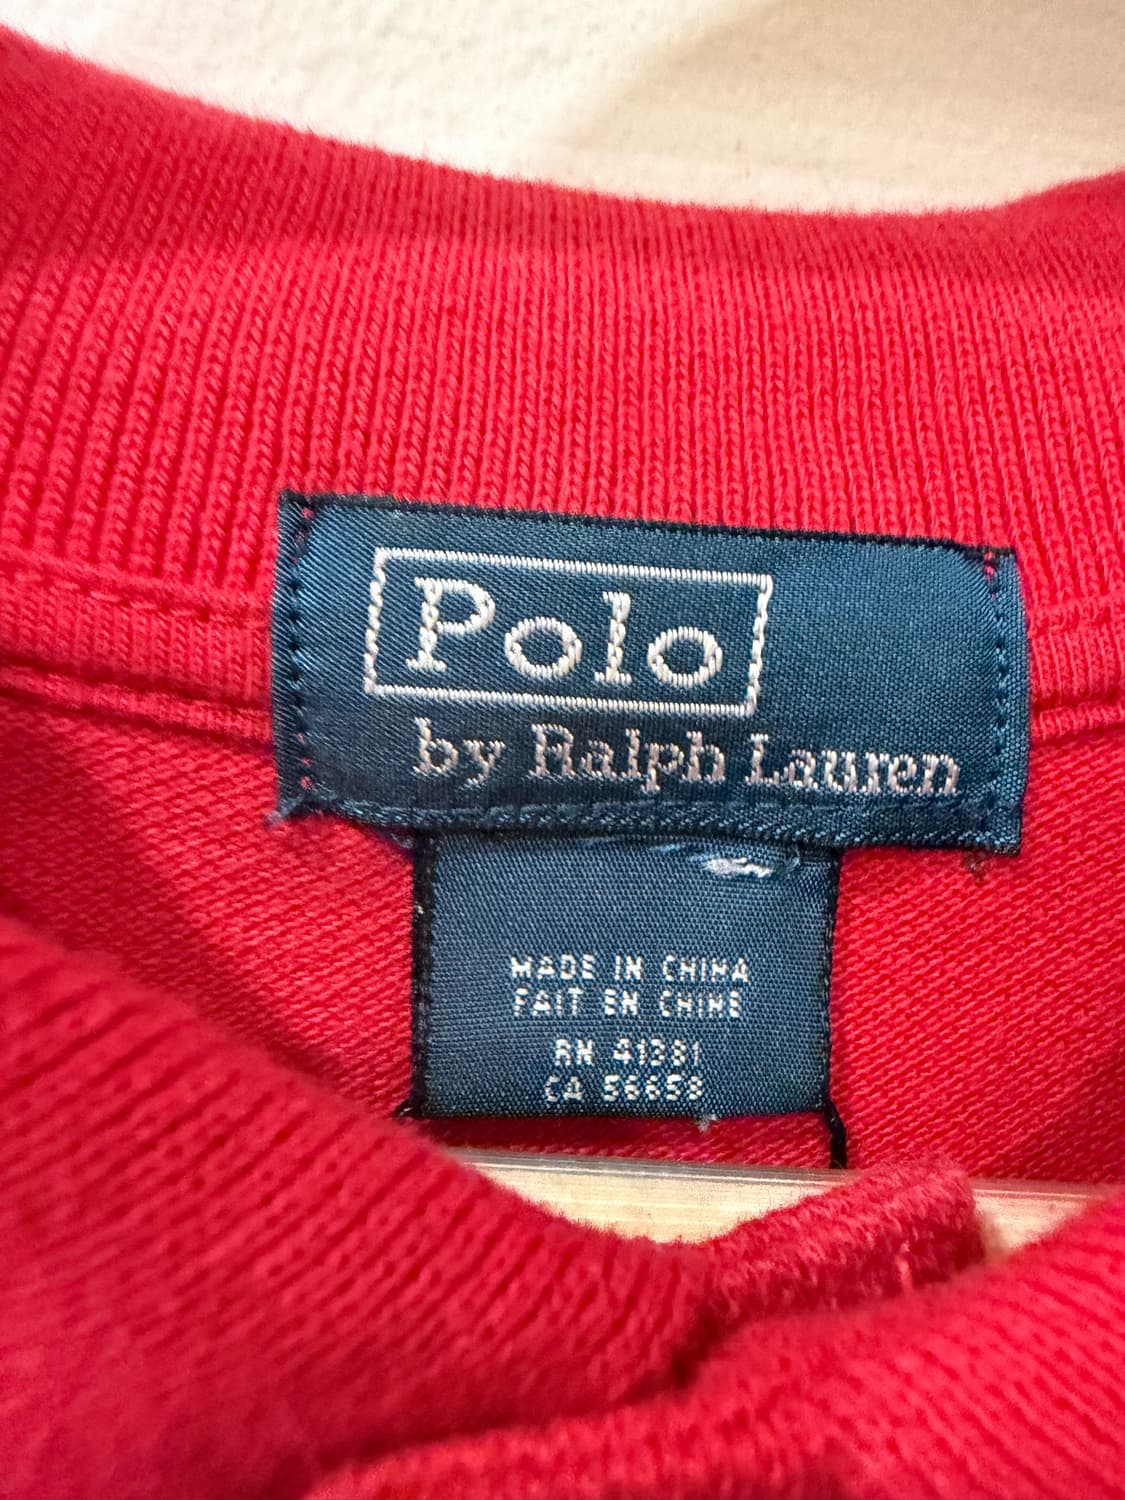 Polo
by Ralph Lauren
MADE IN CHINA
FAIT EN CHINE
RN 41381
CA 56658